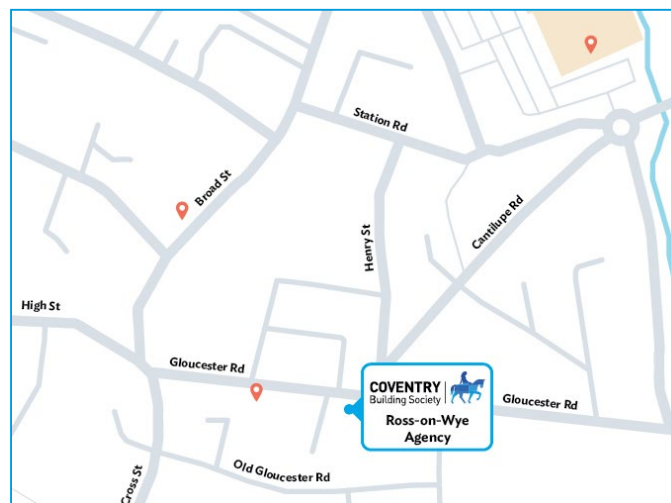 Station Rd
Broad St
Cantilupe Rd
Henry St
High St
Gloucester Rd
COVENTRY
Building Society
Ross-on-Wye
Agency
Gloucester Rd
Old Gloucester Rd
Cross St